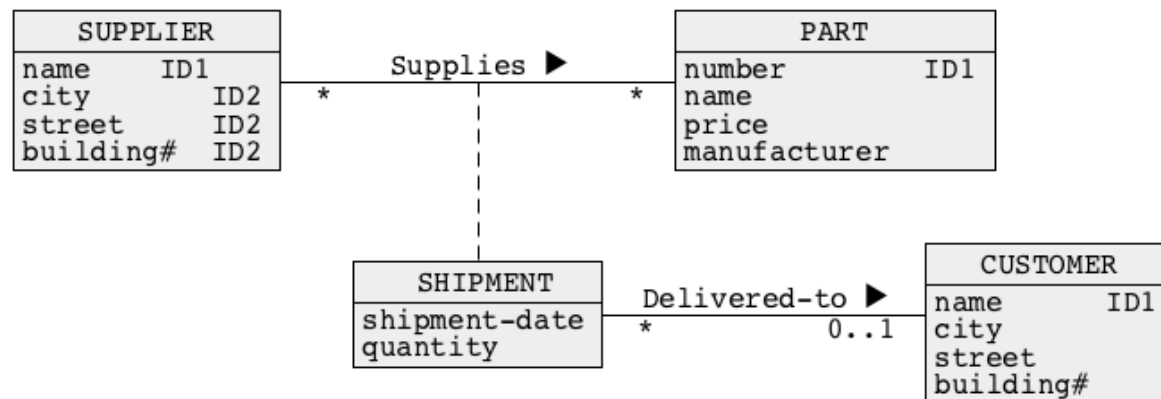 SUPPLIER
name ID1
city ID2
street ID2
building# ID2
Supplies ▶
* *
PART
number ID1
name
price
manufacturer
SHIPMENT
shipment-date
quantity
Delivered-to ▶
* 0..1
CUSTOMER
name ID1
city
street
building#